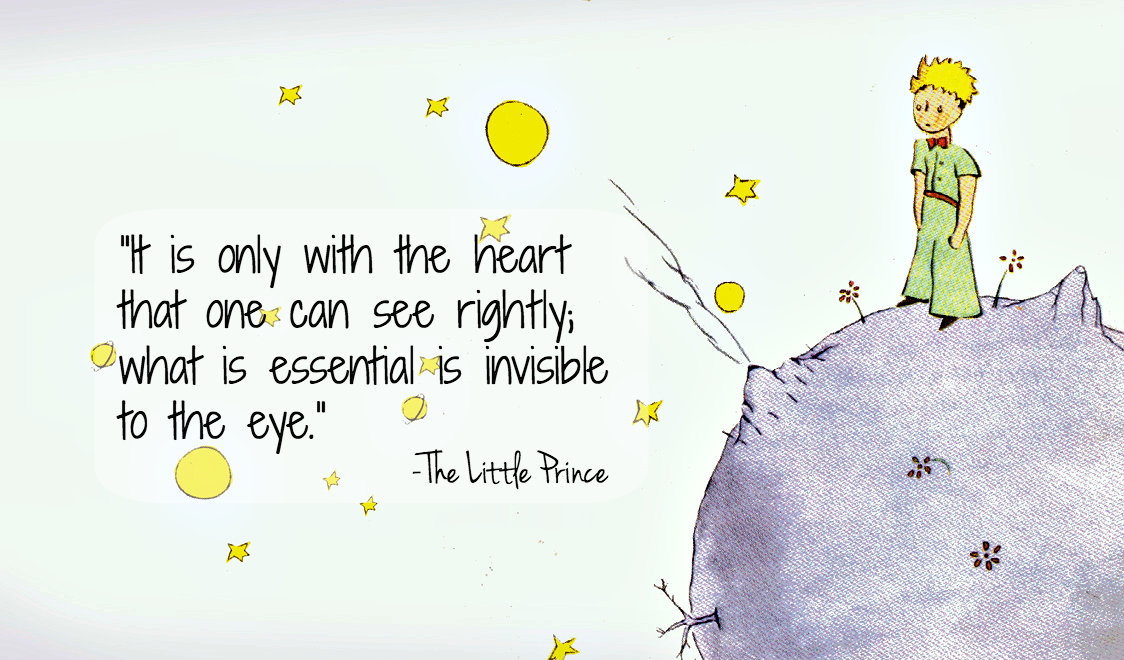 "It is only with the heart
that one can see rightly;
what is essential is invisible
to the eye."
-The Little Prince